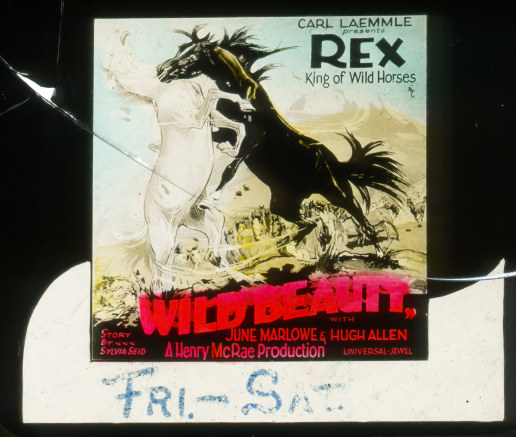 CARL LAEMMLE
presents
REX
King of Wild Horses
in
WILD BEAUTY"
WITH
STORY
BY
SYLVIA SEID
JUNE MARLOWE & HUGH ALLEN
A Henry McRae Production
UNIVERSAL-JEWEL
FRI. - SAT.